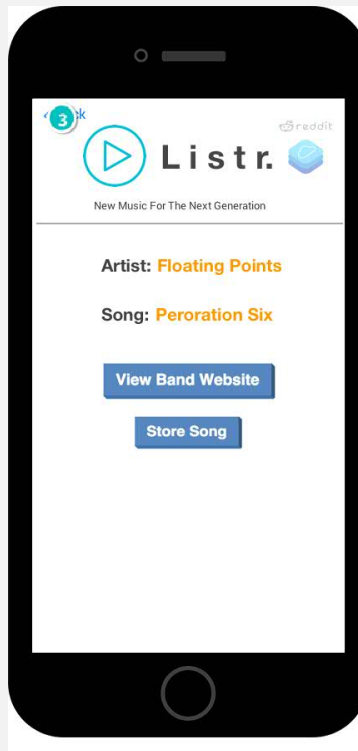 3 k
reddit
Listr.
New Music For The Next Generation
Artist: Floating Points
Song: Peroration Six
View Band Website
Store Song